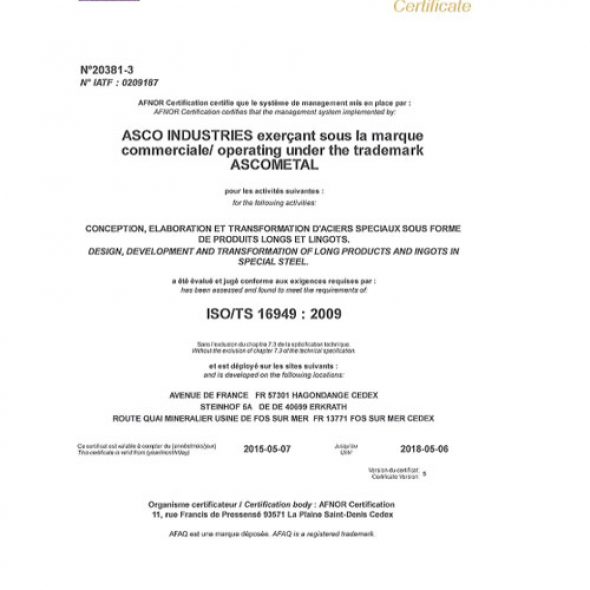 Certificate
N°20381-3
N° IATF : 0209187
AFNOR Certification certifie que le système de management mis en place par :
AFNOR Certification certifies that the management system implemented by:
ASCO INDUSTRIES exerçant sous la marque
commerciale/ operating under the trademark
ASCOMETAL
pour les activités suivantes :
for the following activities:
CONCEPTION, ELABORATION ET TRANSFORMATION D'ACIERS SPECIAUX SOUS FORME
DE PRODUITS LONGS ET LINGOTS.
DESIGN, DEVELOPMENT AND TRANSFORMATION OF LONG PRODUCTS AND INGOTS IN
SPECIAL STEEL.
a été évalué et jugé conforme aux exigences requises par :
has been assessed and found to meet the requirements of:
ISO/TS 16949 : 2009
Sans l'exclusion du chapitre 7.3 de la spécification technique.
Without the exclusion of chapter 7.3 of the technical specification.
et est déployé sur les sites suivants :
and is developed on the following locations:
AVENUE DE FRANCE FR 57301 HAGONDANGE CEDEX
STEINHOF 5A DE DE 40699 ERKRATH
ROUTE QUAI MINERALIER USINE DE FOS SUR MER FR 13771 FOS SUR MER CEDEX
Ce certificat est valable à compter du (année/mois/jour) 2015-05-07 Jusqu'au 2018-05-06
This certificate is valid from (year/month/day) Until
Version du certificat: 5
Certificate Version
Organisme certificateur / Certification body : AFNOR Certification
11, rue Francis de Pressensé 93571 La Plaine Saint-Denis Cedex
AFAQ est une marque déposée. AFAQ is a registered trademark.